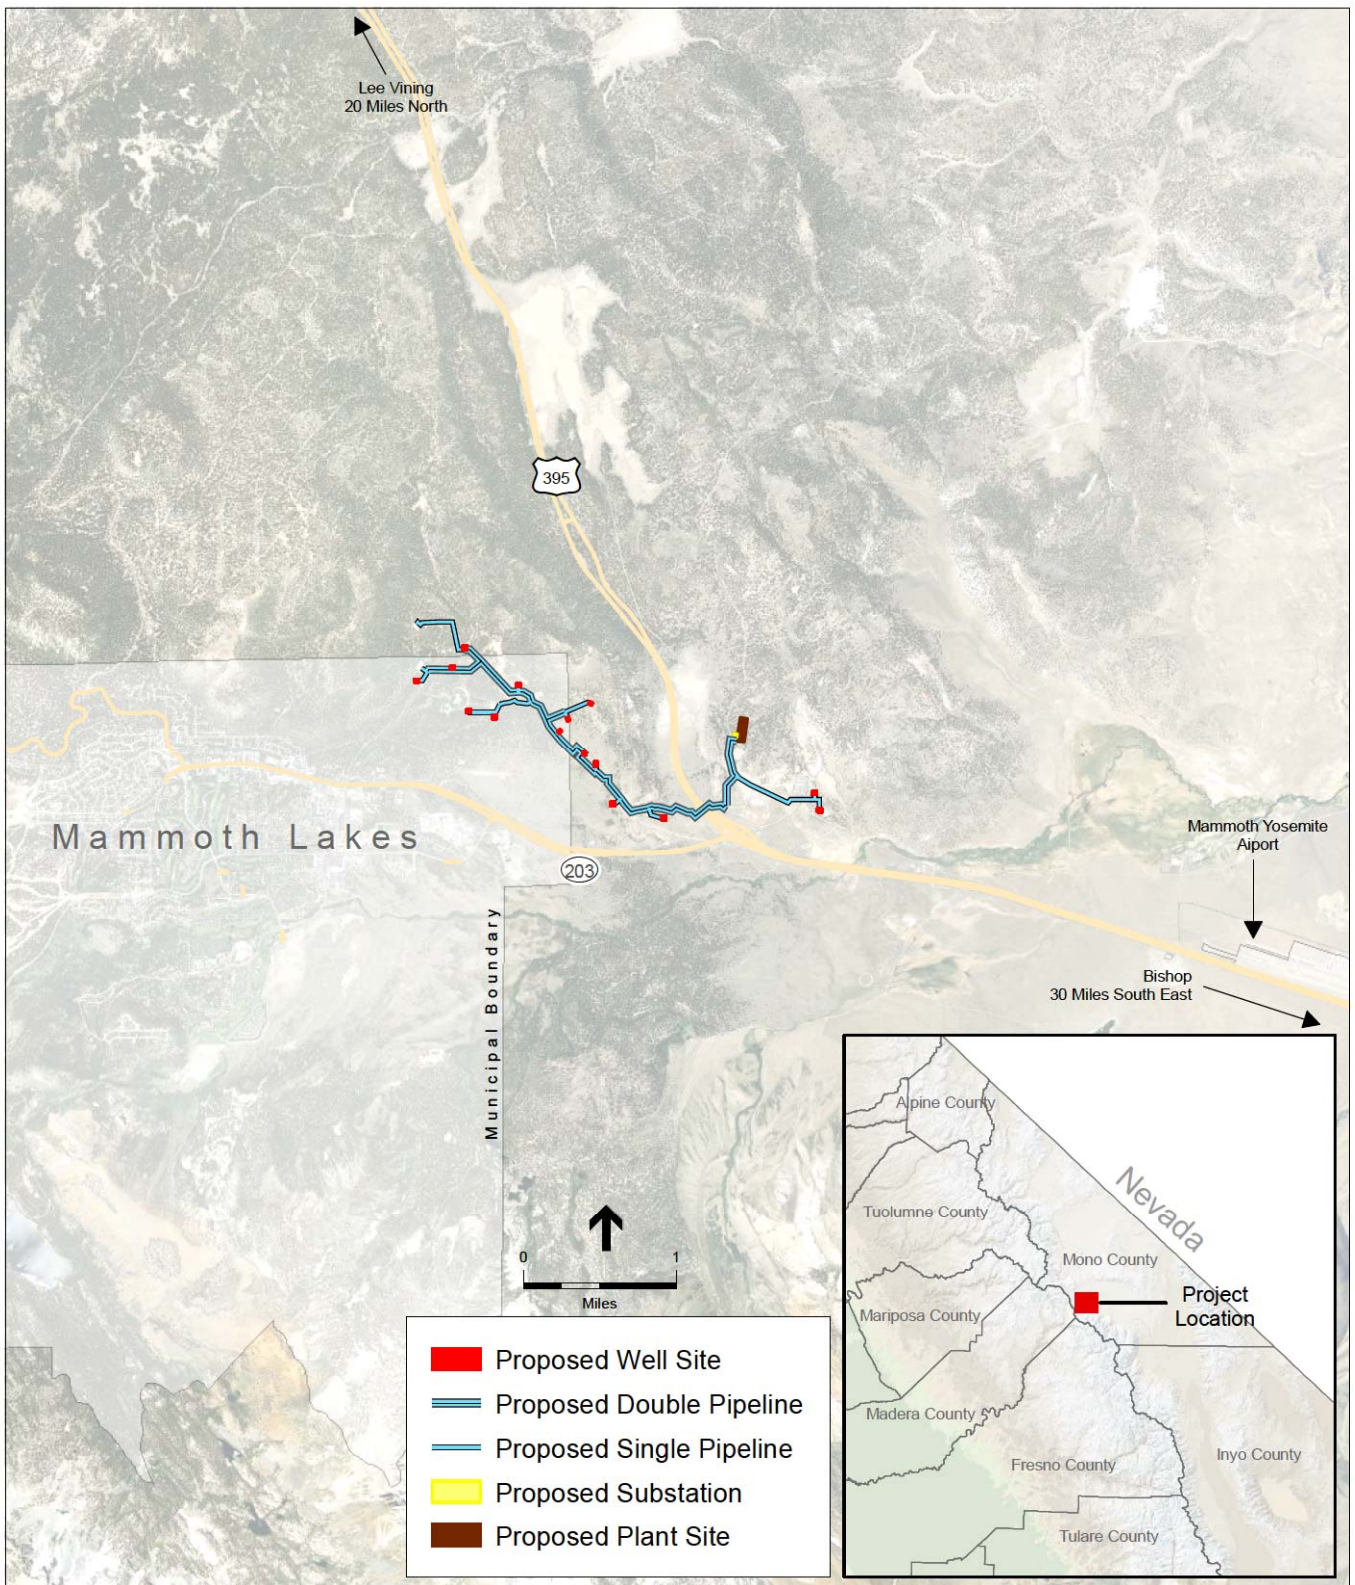 Lee Vining
20 Miles North
395
Mammoth Lakes
203
Mammoth Yosemite
Aiport
Bishop
30 Miles South East
Municipal Boundary
0 1
Miles
Proposed Well Site
Proposed Double Pipeline
Proposed Single Pipeline
Proposed Substation
Proposed Plant Site
Alpine County
Nevada
Tuolumne County
Mono County
Project
Location
Mariposa County
Madera County
Fresno County
Inyo County
Tulare County